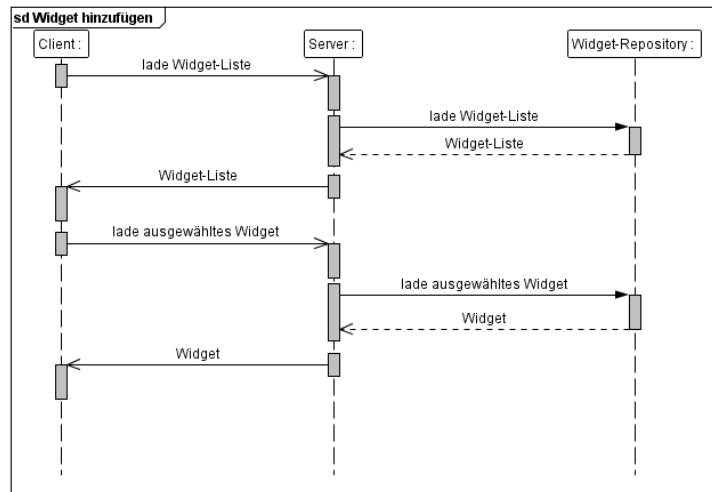 sd Widget hinzufügen
Client :
Server :
Widget-Repository :
lade Widget-Liste
lade Widget-Liste
Widget-Liste
Widget-Liste
lade ausgewähltes Widget
lade ausgewähltes Widget
Widget
Widget